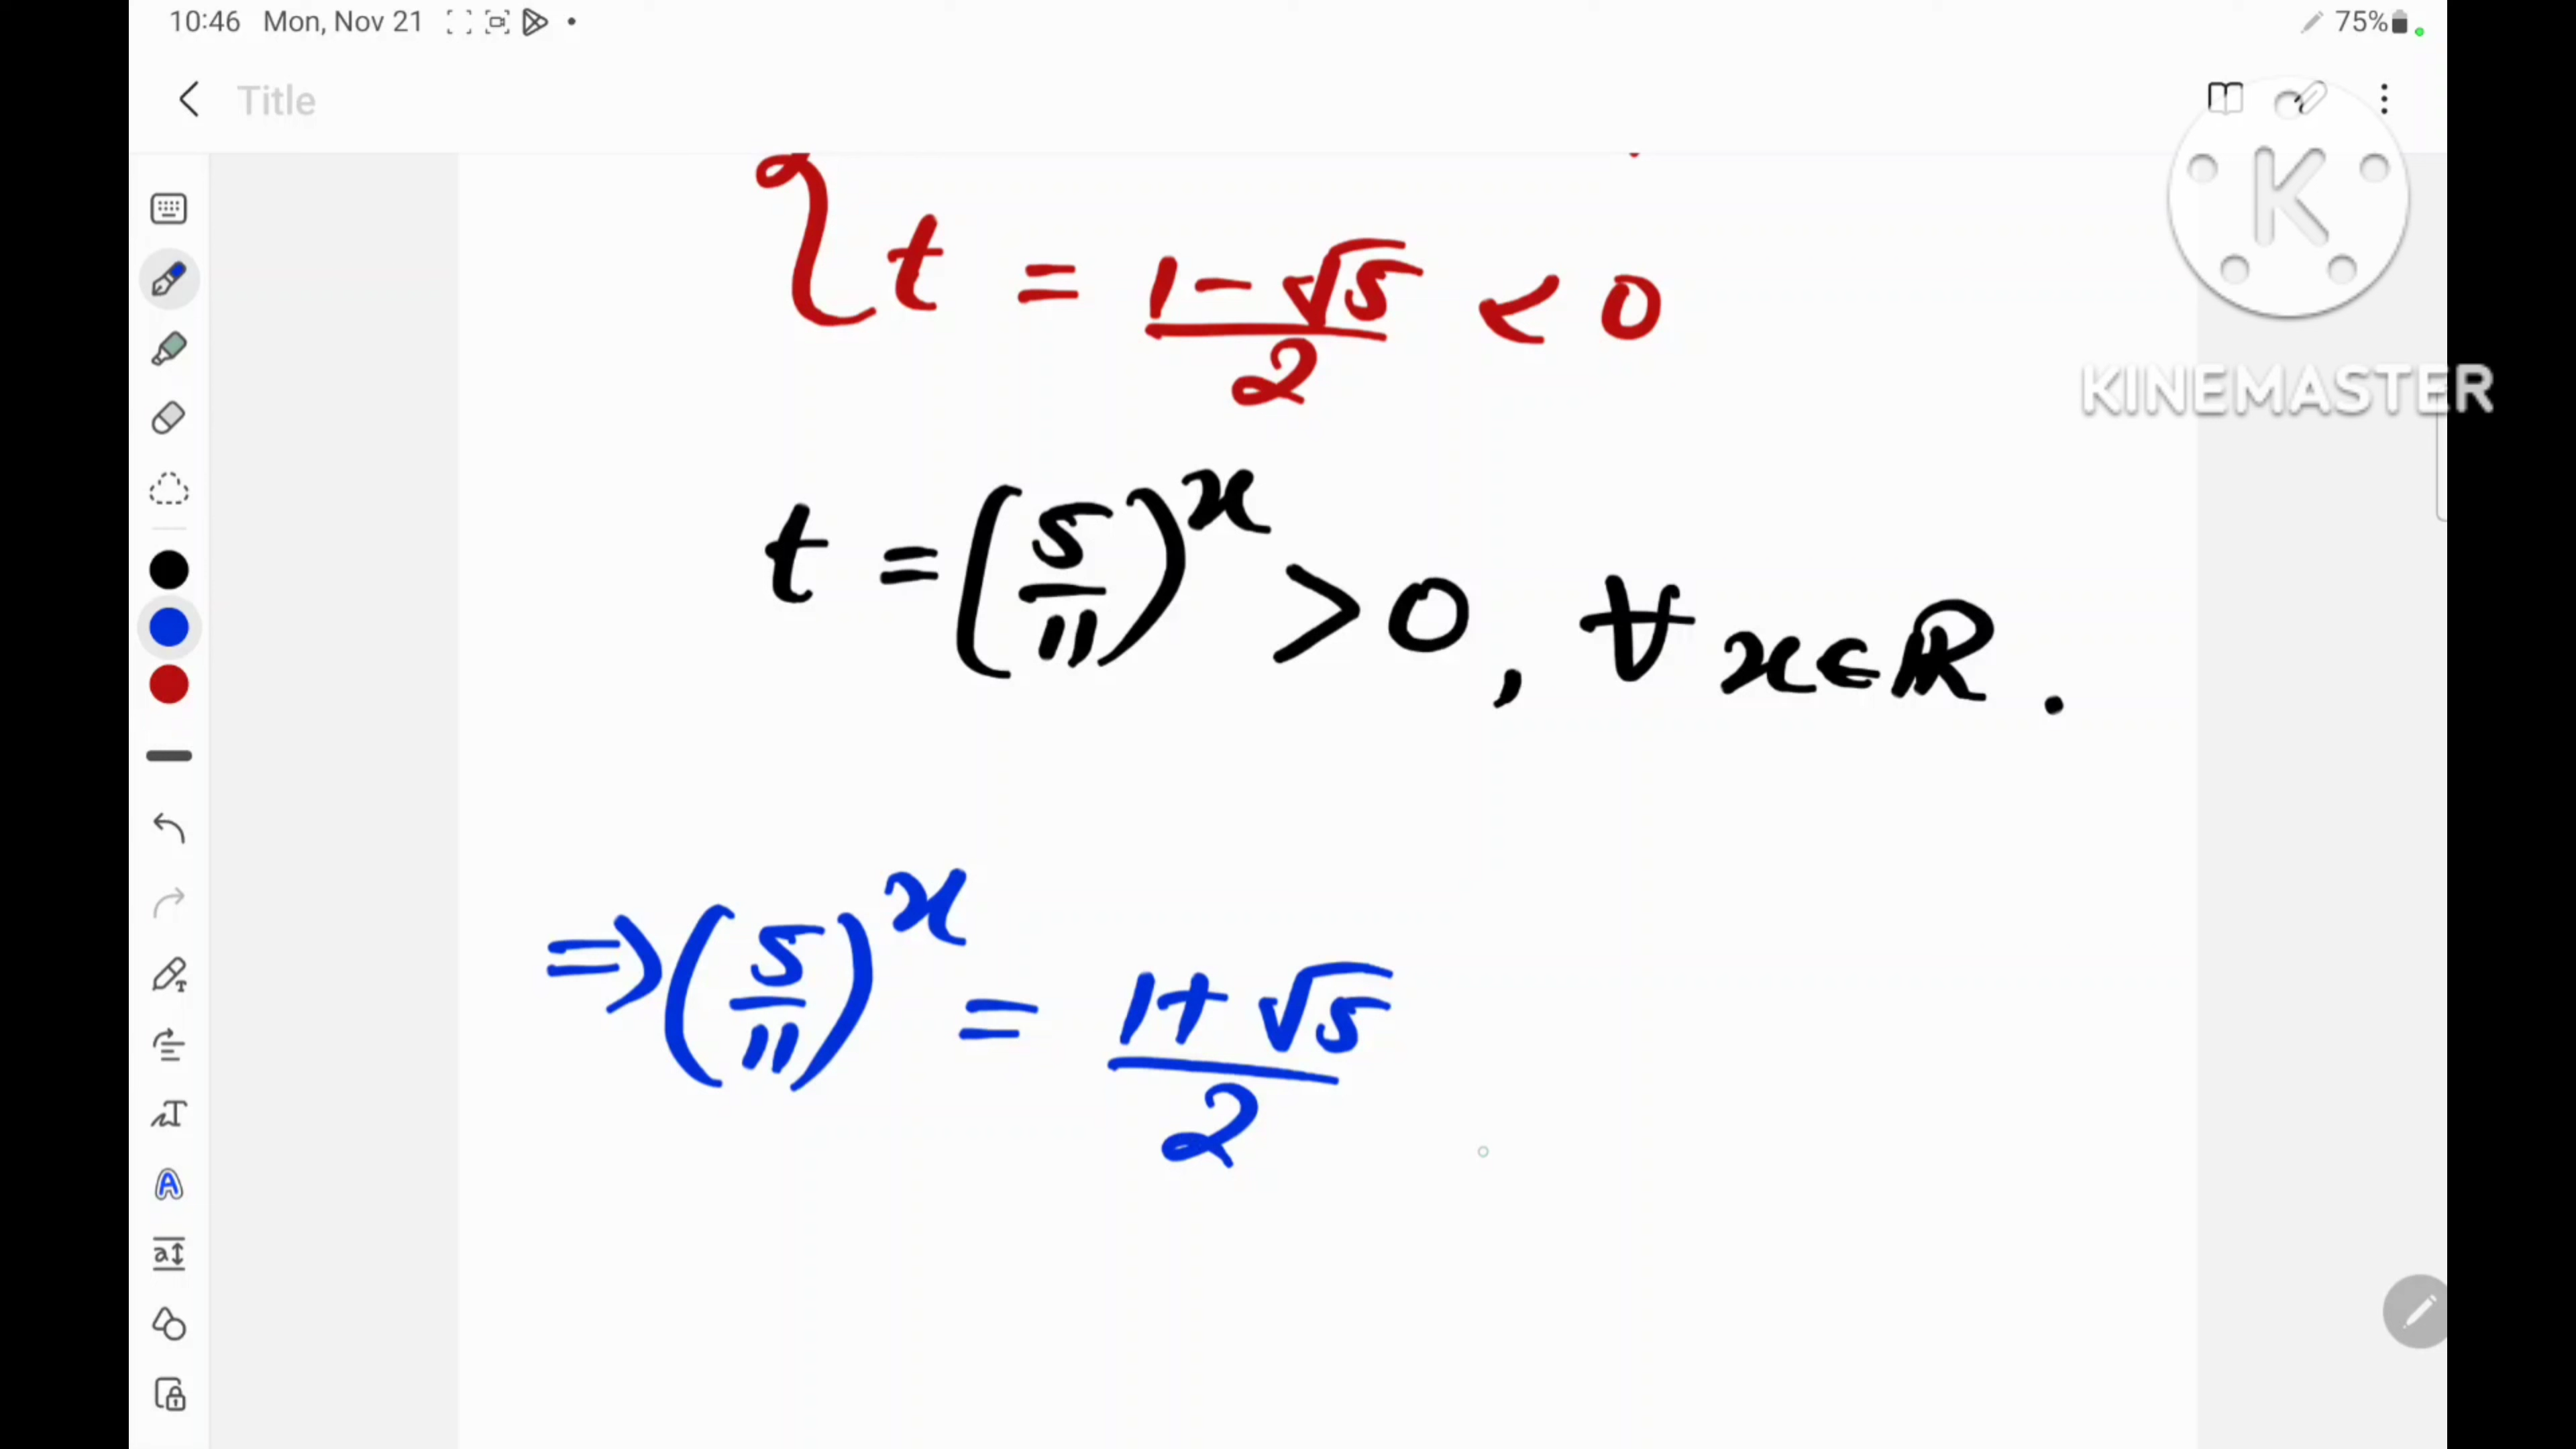 10:46 Mon, Nov 21 75%
Title
K
KINEMASTER
t = (1-√5)/2 < 0
t = (5/11)^x > 0, ∀ x∈ℝ.
⇒(5/11)^x = (1+√5)/2
T
T
A
a